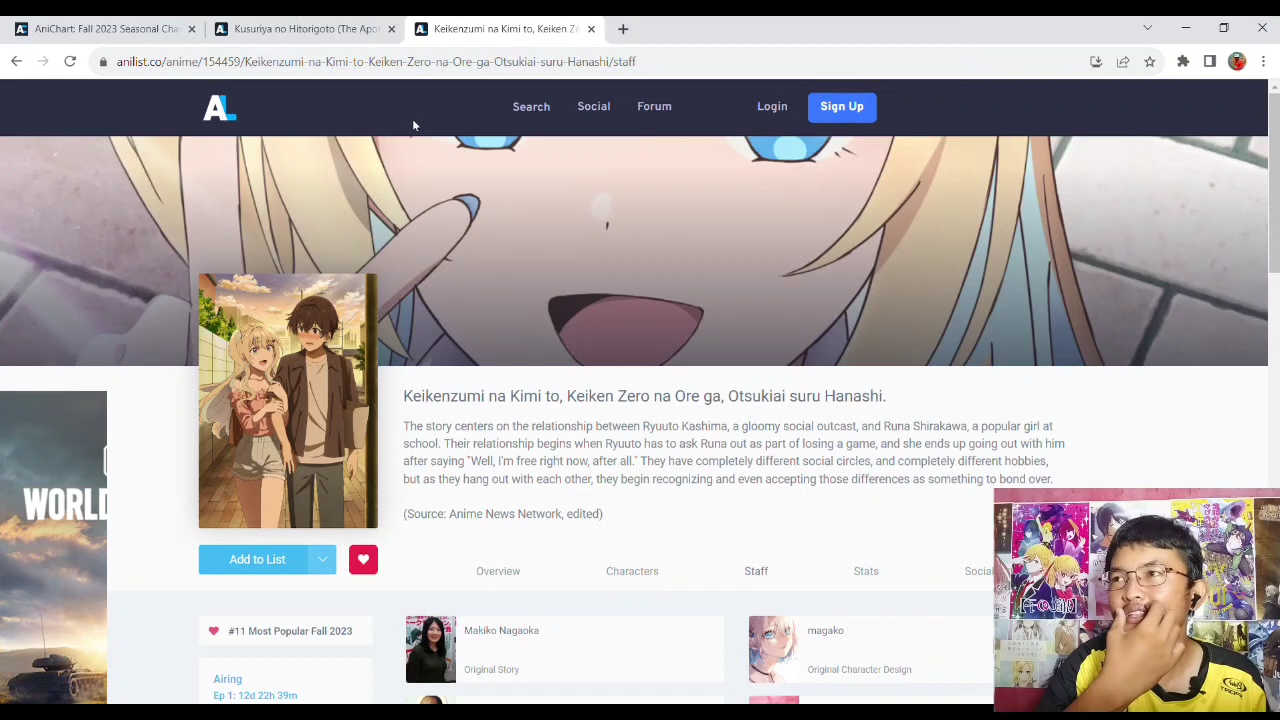 AniChart: Fall 2023 Seasonal Cha
Kusuriya no Hitorigoto (The Apot
Keikenzumi na Kimi to, Keiken Ze
anilist.co/anime/154459/Keikenzumi-na-Kimi-to-Keiken-Zero-na-Ore-ga-Otsukiai-suru-Hanashi/staff
AL
Search
Social
Forum
Login
Sign Up
Keikenzumi na Kimi to, Keiken Zero na Ore ga, Otsukiai suru Hanashi.
The story centers on the relationship between Ryuuto Kashima, a gloomy social outcast, and Runa Shirakawa, a popular girl at
school. Their relationship begins when Ryuuto has to ask Runa out as part of losing a game, and she ends up going out with him
after saying "Well, I'm free right now, after all." They have completely different social circles, and completely different hobbies,
but as they hang out with each other, they begin recognizing and even accepting those differences as something to bond over.
(Source: Anime News Network, edited)
WORLD
Add to List
Overview
Characters
Staff
Stats
Social
#11 Most Popular Fall 2023
Makiko Nagaoka
Original Story
magako
Original Character Design
Airing
Ep 1: 12d 22h 39m